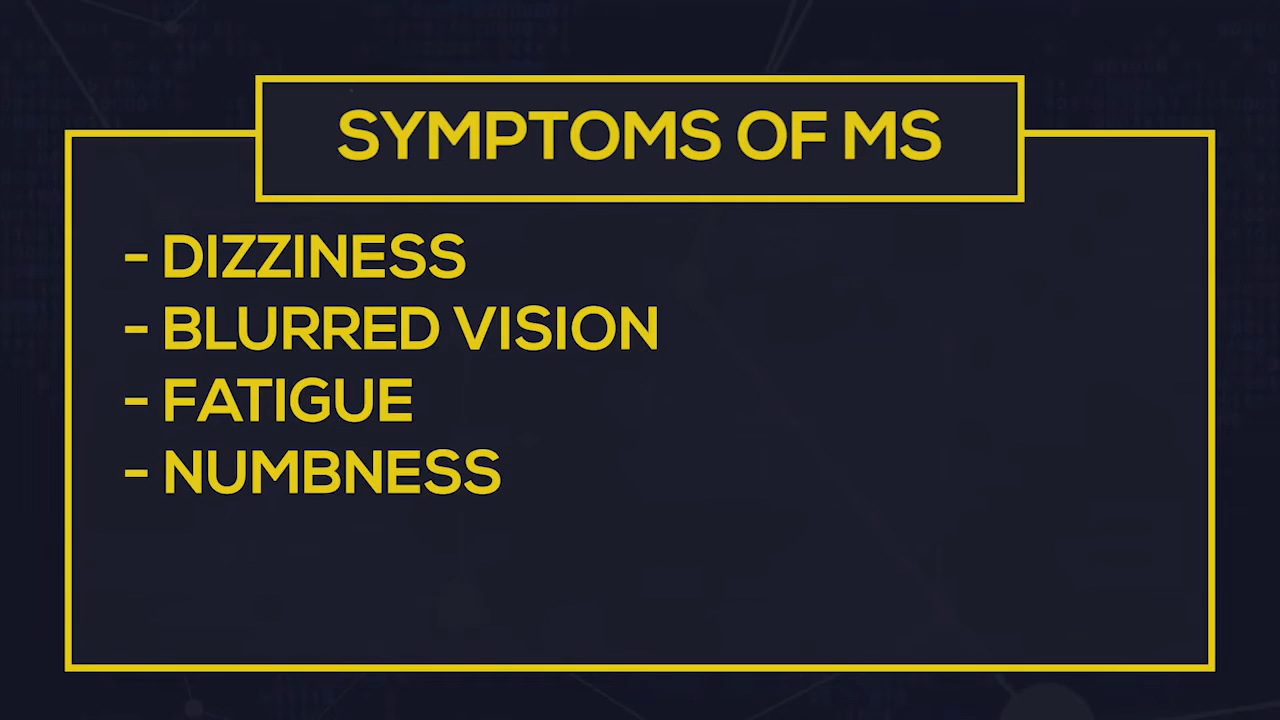 SYMPTOMS OF MS
- DIZZINESS
- BLURRED VISION
- FATIGUE
- NUMBNESS